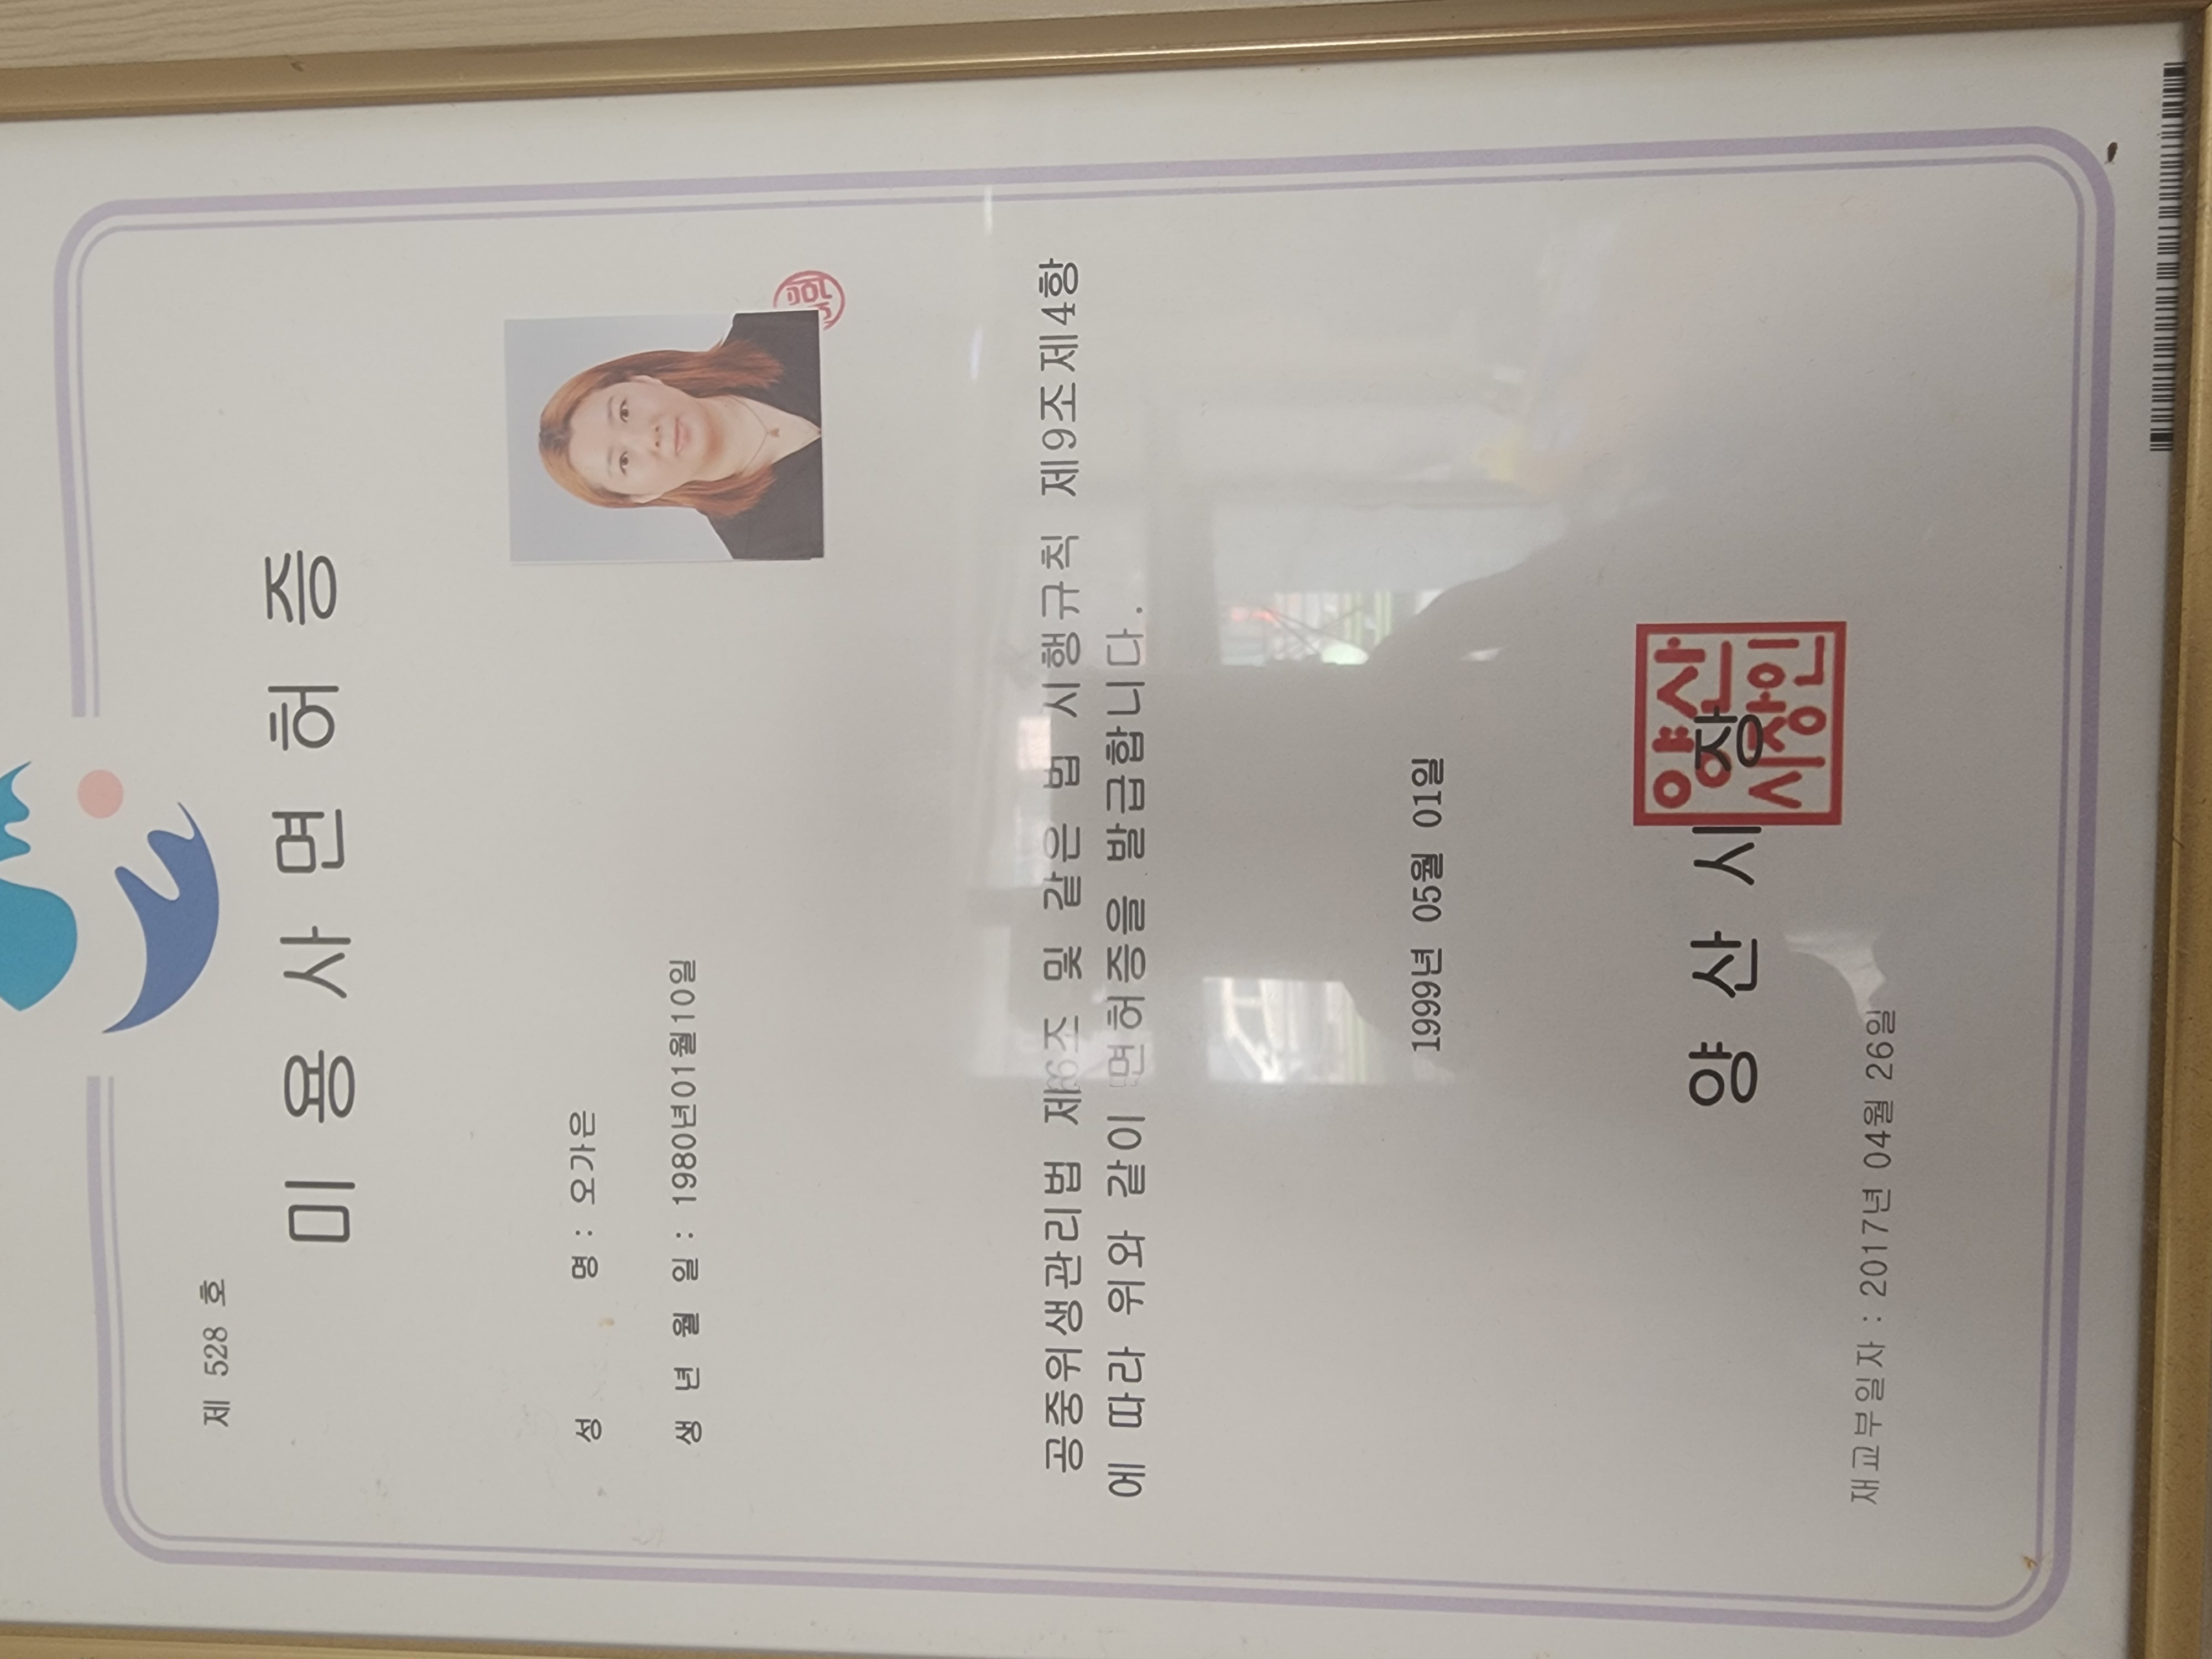 제 528 호
미 용 사 면 허 증
성 명 : 오가은
생 년 월 일 : 1980년01월10일
공중위생관리법 제6조 및 같은 법 시행규칙 제9조제4항
에 따라 위와 같이 면허증을 발급합니다.
1999년 05월 01일
양 산 시 장
양산
시장인
재교부일자 : 2017년 04월 26일